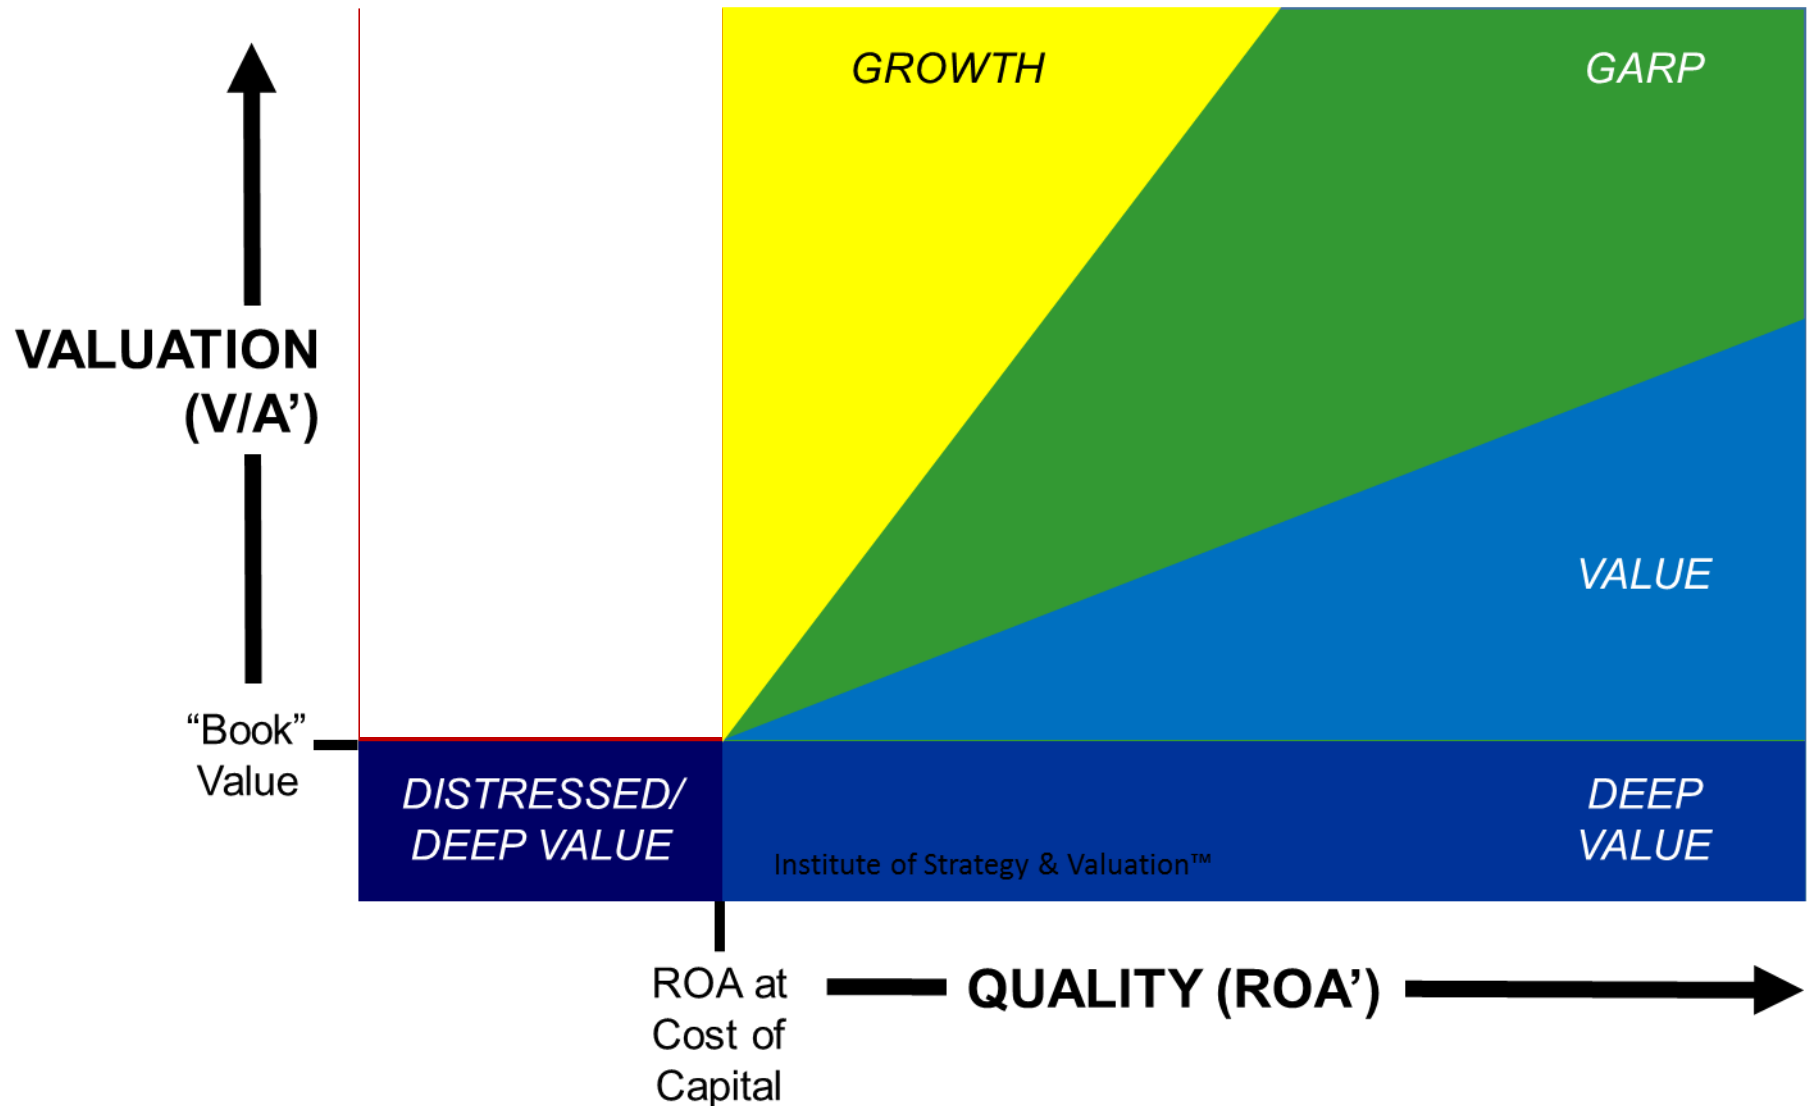 GROWTH
GARP
VALUATION
(V/A’)
VALUE
“Book”
Value
DISTRESSED/
DEEP VALUE
DEEP
VALUE
Institute of Strategy & Valuation™
ROA at
Cost of
Capital
QUALITY (ROA’)